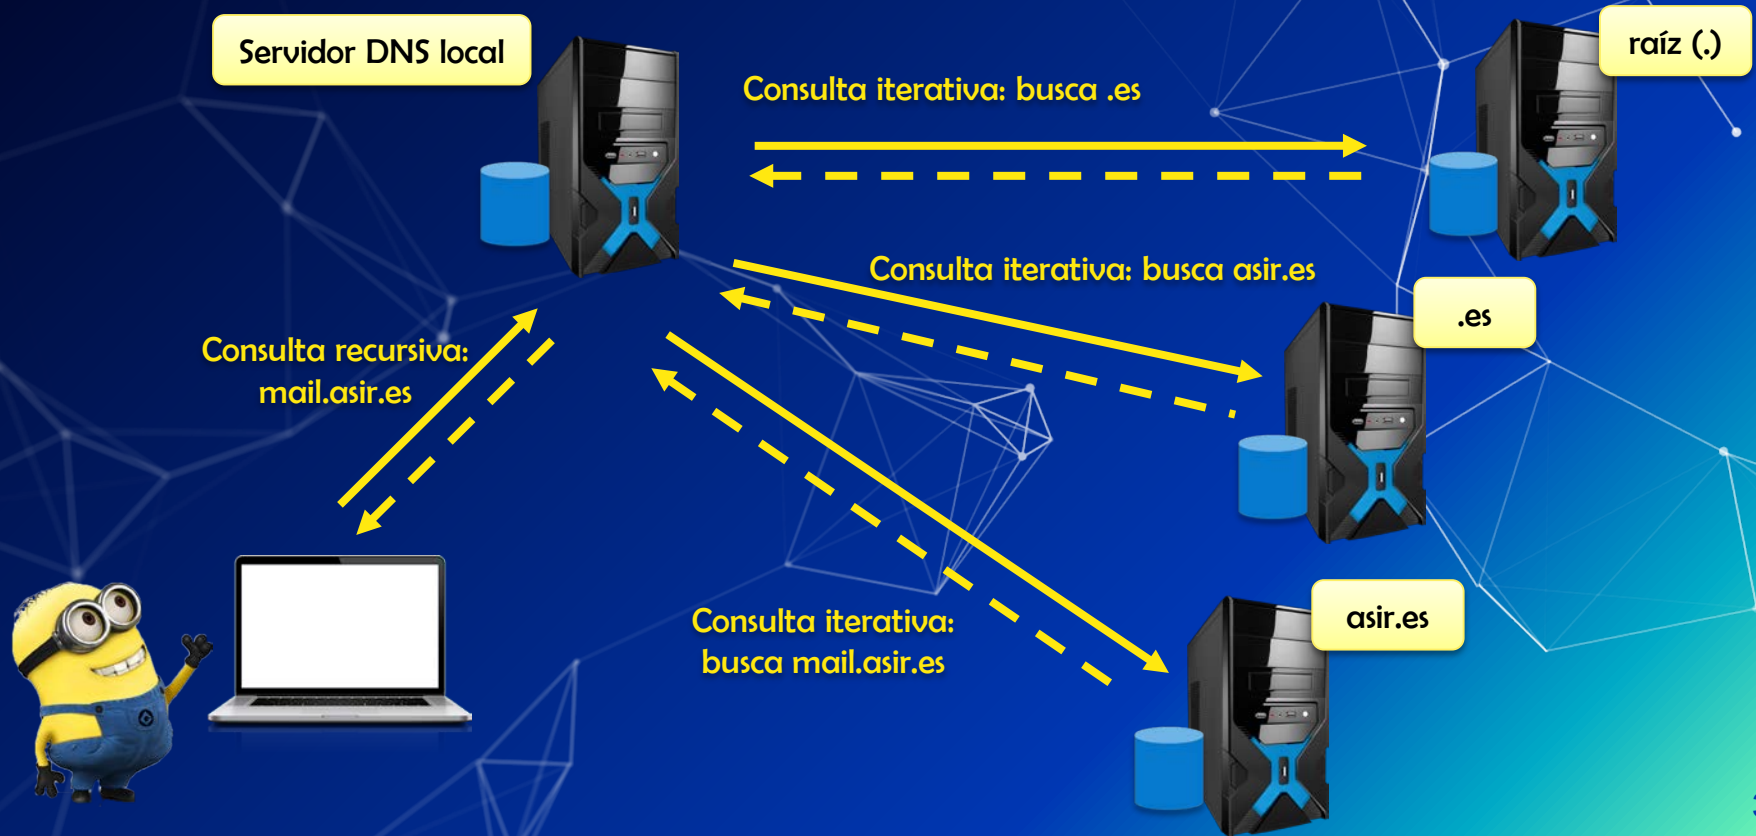 Servidor DNS local
raíz (.)
Consulta iterativa: busca .es
Consulta iterativa: busca asir.es
.es
Consulta recursiva:
mail.asir.es
asir.es
Consulta iterativa:
busca mail.asir.es